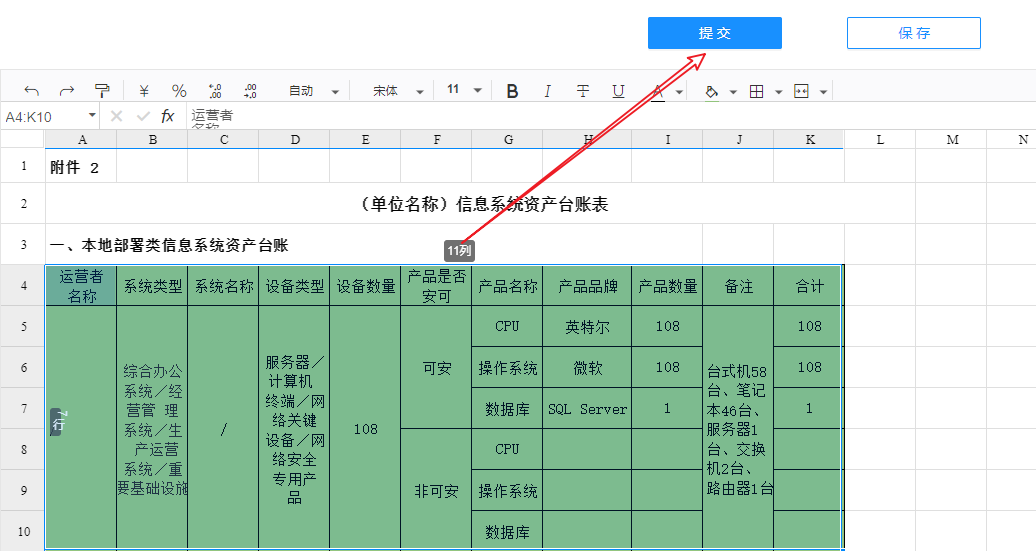 提 交
保 存
¥ % .00 .00 自动 宋体 11 B I T U A
A4:K10 fx 运营者
名称
A B C D E F G H I J K L M N
1 附件 2
2 （单位名称）信息系统资产台账表
3 一、本地部署类信息系统资产台账
11列
4 运营者
名称 系统类型 系统名称 设备类型 设备数量 产品是否
安可 产品名称 产品品牌 产品数量 备注 合计
5 CPU 英特尔 108 108
6 操作系统 微软 108 108
7 数据库 SQL Server 1 1
8 CPU
9 操作系统
10 数据库
7行
综合办公
系统／经
营管 理
系统／生
产运营
系统／重
要基础设施
/
服务器／
计算机
终端／网
络关键
设备／网
络安全
专用产
品
108
可安
非可安
台式机58
台、笔记
本46台、
服务器1
台、交换
机2台、
路由器1台